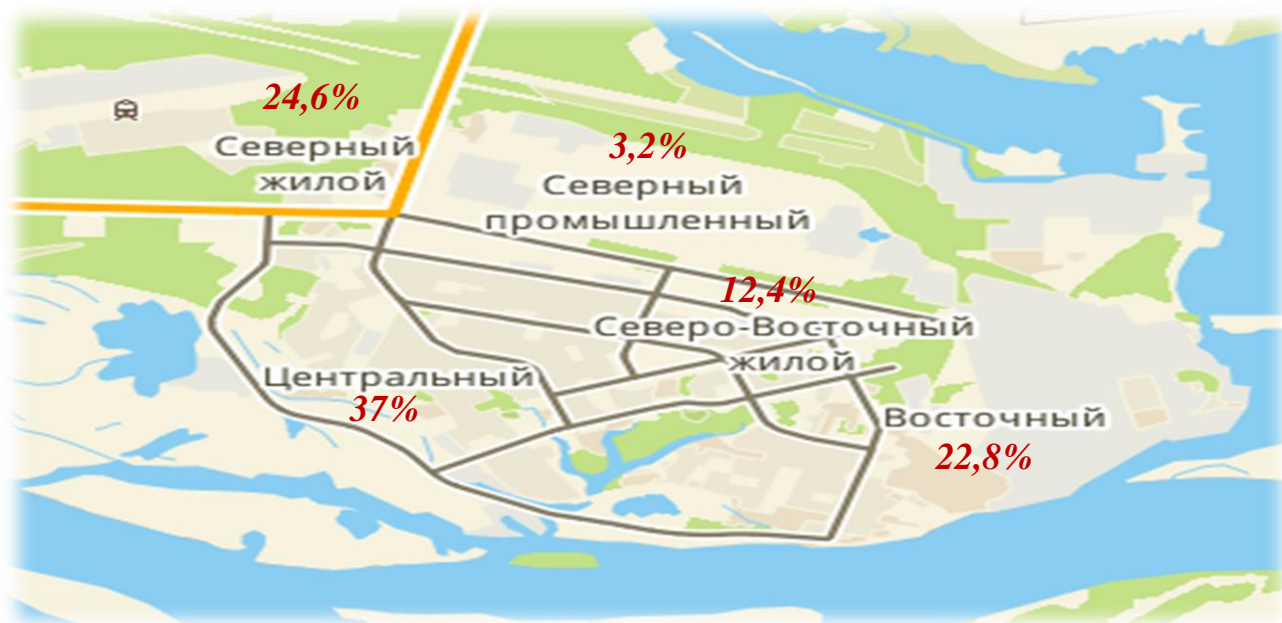 24,6%
Северный
жилой
3,2%
Северный
промышленный
12,4%
Северо-Восточный
жилой
Центральный
37%
Восточный
22,8%